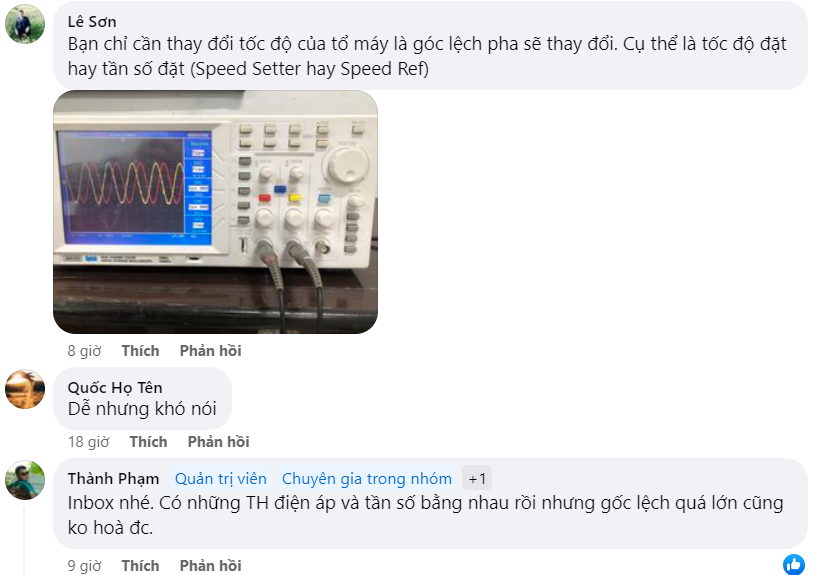 Lê Sơn
Bạn chỉ cần thay đổi tốc độ của tổ máy là góc lệch pha sẽ thay đổi. Cụ thể là tốc độ đặt
hay tần số đặt (Speed Setter hay Speed Ref)
8 giờ Thích Phản hồi
Quốc Họ Tên
Dễ nhưng khó nói
18 giờ Thích Phản hồi
Thành Phạm Quản trị viên Chuyên gia trong nhóm +1
Inbox nhé. Có những TH điện áp và tần số bằng nhau rồi nhưng gốc lệch quá lớn cũng
ko hoà đc.
9 giờ Thích Phản hồi